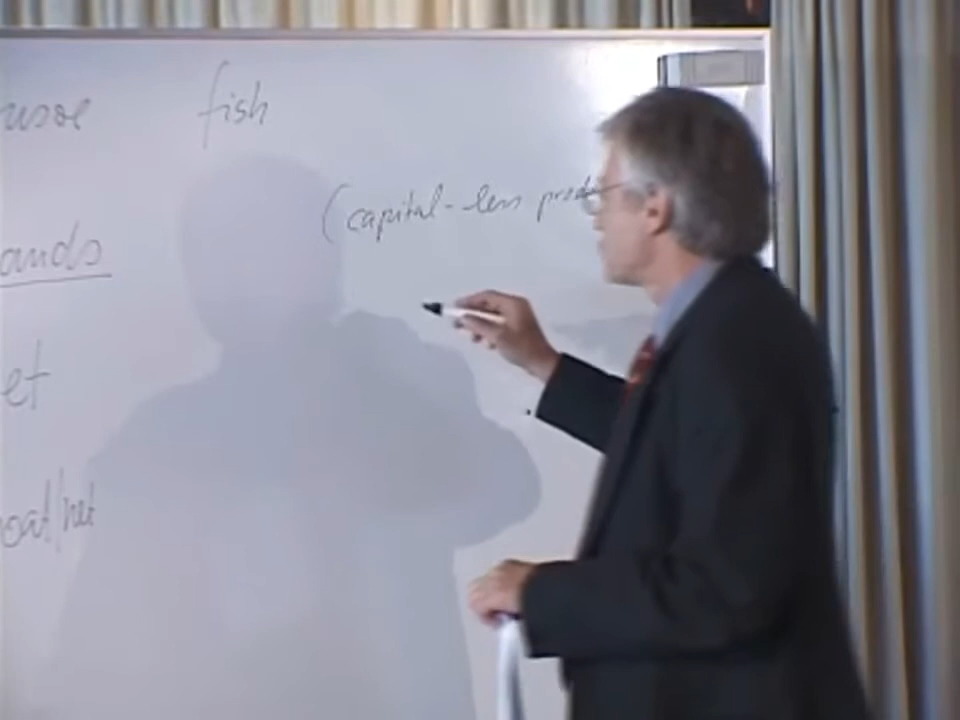 usoe fish
(capital-less prod
ands
et
oat/net